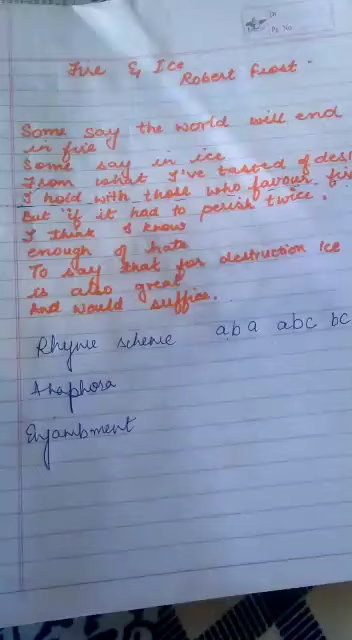 Pg. No.
Fire & Ice
Robert Frost.
Some say the world will end
in fire
Some say in ice
From what I've tasted of desi
I hold with those who favour fi
But if it had to perish twice.
I think I know
enough of hate
To say that for destruction Ice
is also great
And would suffice.
Rhyme scheme aba abc bc
Anaphora
Enjambment